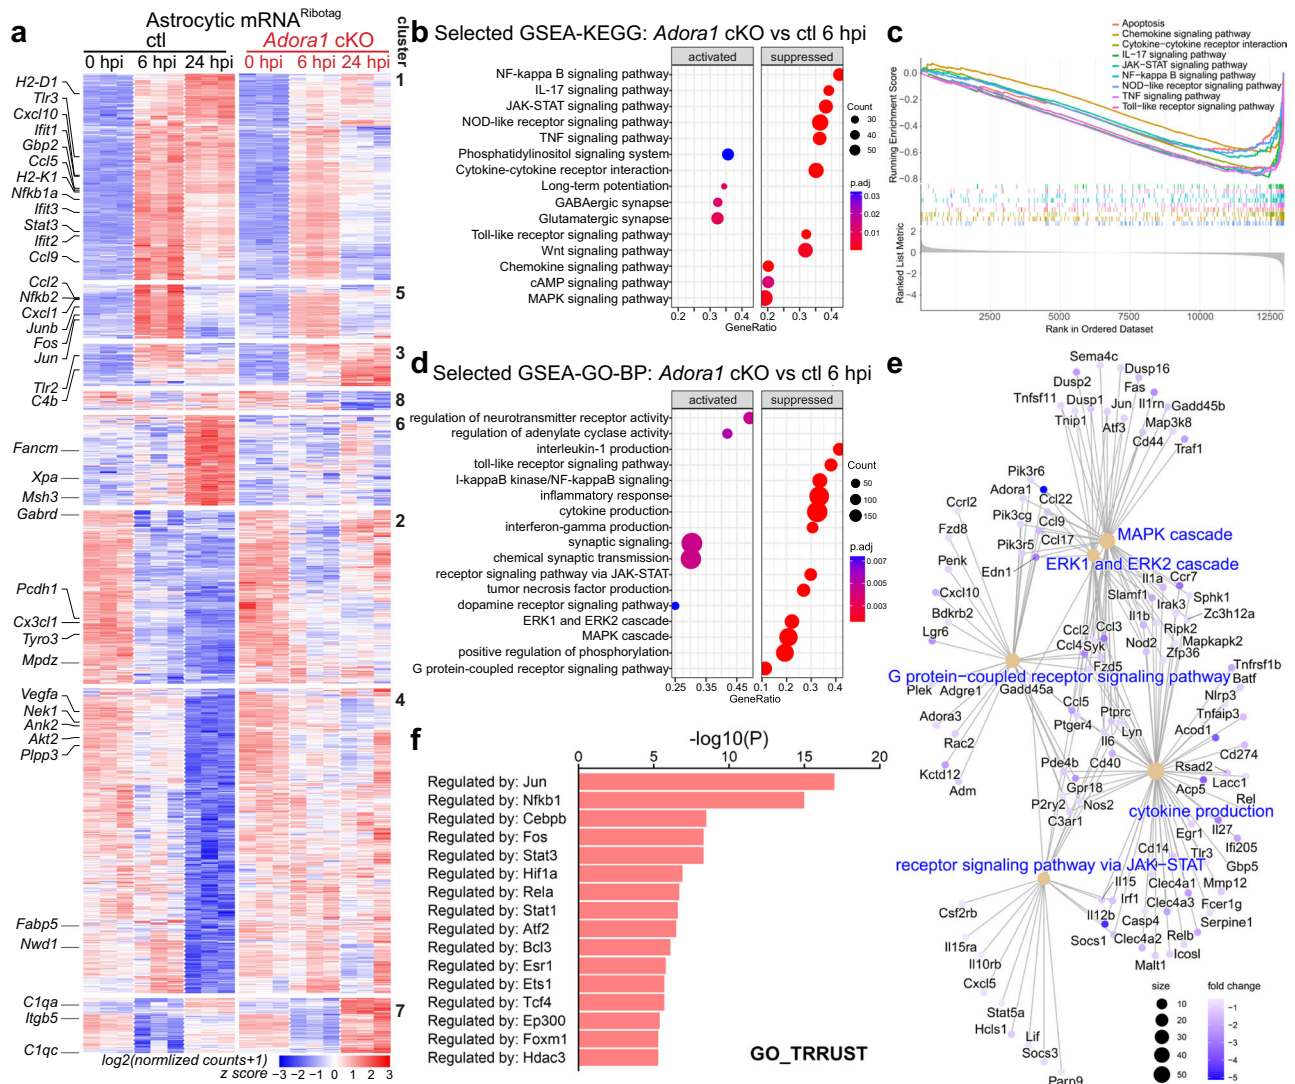 a
Astrocytic mRNA Ribotag
ctl
Adora1 cKO
0 hpi 6 hpi 24 hpi
0 hpi 6 hpi 24 hpi
cluster
H2-D1
Tlr3
Cxcl10
Ifit1
Gbp2
Ccl5
H2-K1
Nfkb1a
Ifit3
Stat3
Ifit2
Ccl9
Ccl2
Nfkb2
Cxcl1
Junb
Fos
Jun
Tlr2
C4b
Fancm
Xpa
Msh3
Gabrd
Pcdh1
Cx3cl1
Tyro3
Mpdz
Vegfa
Nek1
Ank2
Akt2
Plpp3
Fabp5
Nwd1
C1qa
Itgb5
C1qc
1
5
3
8
6
2
4
7
log2(normlized counts+1)
z score
−3 −2 −1 0 1 2 3
b
Selected GSEA-KEGG: Adora1 cKO vs ctl 6 hpi
activated
suppressed
NF-kappa B signaling pathway
IL-17 signaling pathway
JAK-STAT signaling pathway
NOD-like receptor signaling pathway
TNF signaling pathway
Phosphatidylinositol signaling system
Cytokine-cytokine receptor interaction
Long-term potentiation
GABAergic synapse
Glutamatergic synapse
Toll-like receptor signaling pathway
Wnt signaling pathway
Chemokine signaling pathway
cAMP signaling pathway
MAPK signaling pathway
0.2 0.3 0.3 0.4
0.2 0.3 0.3 0.4
GeneRatio
Count
30
40
50
p.adj
0.03
0.02
0.01
c
Apoptosis
Chemokine signaling pathway
Cytokine−cytokine receptor interaction
IL−17 signaling pathway
JAK−STAT signaling pathway
NF−kappa B signaling pathway
NOD−like receptor signaling pathway
TNF signaling pathway
Toll−like receptor signaling pathway
Running Enrichment Score
0.0
−0.2
−0.4
−0.6
−0.8
Ranked List Metric
2
0
−2
−4
2500 5000 7500 10000 12500
Rank in Ordered Dataset
d
Selected GSEA-GO-BP: Adora1 cKO vs ctl 6 hpi
activated
suppressed
regulation of neurotransmitter receptor activity
regulation of adenylate cyclase activity
interleukin-1 production
toll-like receptor signaling pathway
I-kappaB kinase/NF-kappaB signaling
inflammatory response
cytokine production
interferon-gamma production
synaptic signaling
chemical synaptic transmission
receptor signaling pathway via JAK-STAT
tumor necrosis factor production
dopamine receptor signaling pathway
ERK1 and ERK2 cascade
MAPK cascade
positive regulation of phosphorylation
G protein-coupled receptor signaling pathway
0.25 0.35 0.45
0.1 0.2 0.3 0.4
GeneRatio
Count
50
100
150
p.adj
0.007
0.005
0.003
e
Sema4c
Dusp16
Dusp2
Fas
Tnfsf11
Dusp1
Jun
Il1rn
Gadd45b
Tnip1
Atf3
Map3k8
Cd44
Traf1
Pik3r6
Adora1
Ccl22
Ccrl2
Pik3cg
Ccl9
Fzd8
Ccl17
Pik3r5
MAPK cascade
Penk
Edn1
ERK1 and ERK2 cascade
Il1a
Ccr7
Cxcl10
Slamf1
Irak3
Sphk1
Bdkrb2
Il1b
Zc3h12a
Lgr6
Ccl2
Ccl3
Ripk2
Ccl4
Syk
Nod2
Mapkapk2
Zfp36
Fzd5
Tnfrsf1b
G protein−coupled receptor signaling pathway
Batf
Plek
Adgre1
Gadd45a
Nlrp3
Ccl5
Ptprc
Tnfaip3
Adora3
Ptger4
Lyn
Acod1
Rac2
Il6
Cd274
Kctd12
Pde4b
Cd40
Rsad2
Lacc1
Adm
Gpr18
Acp5
Rel
P2ry2
Nos2
cytokine production
C3ar1
Il27
Egr1
Ifi205
Cd14
Tlr3
receptor signaling pathway via JAK−STAT
Gbp5
Il15
Clec4a1
Mmp12
Csf2rb
Irf1
Clec4a3
Fcer1g
Il12b
Casp4
Serpine1
Il15ra
Socs1
Clec4a2
Relb
Icosl
Il10rb
Malt1
Cxcl5
Stat5a
Hcls1
Lif
Socs3
Parp9
size
10
20
30
40
50
fold change
−1
−2
−3
−4
−5
f
-log10(P)
0 5 10 15 20
Regulated by: Jun
Regulated by: Nfkb1
Regulated by: Cebpb
Regulated by: Fos
Regulated by: Stat3
Regulated by: Hif1a
Regulated by: Rela
Regulated by: Stat1
Regulated by: Atf2
Regulated by: Bcl3
Regulated by: Esr1
Regulated by: Ets1
Regulated by: Tcf4
Regulated by: Ep300
Regulated by: Foxm1
Regulated by: Hdac3
GO_TRRUST